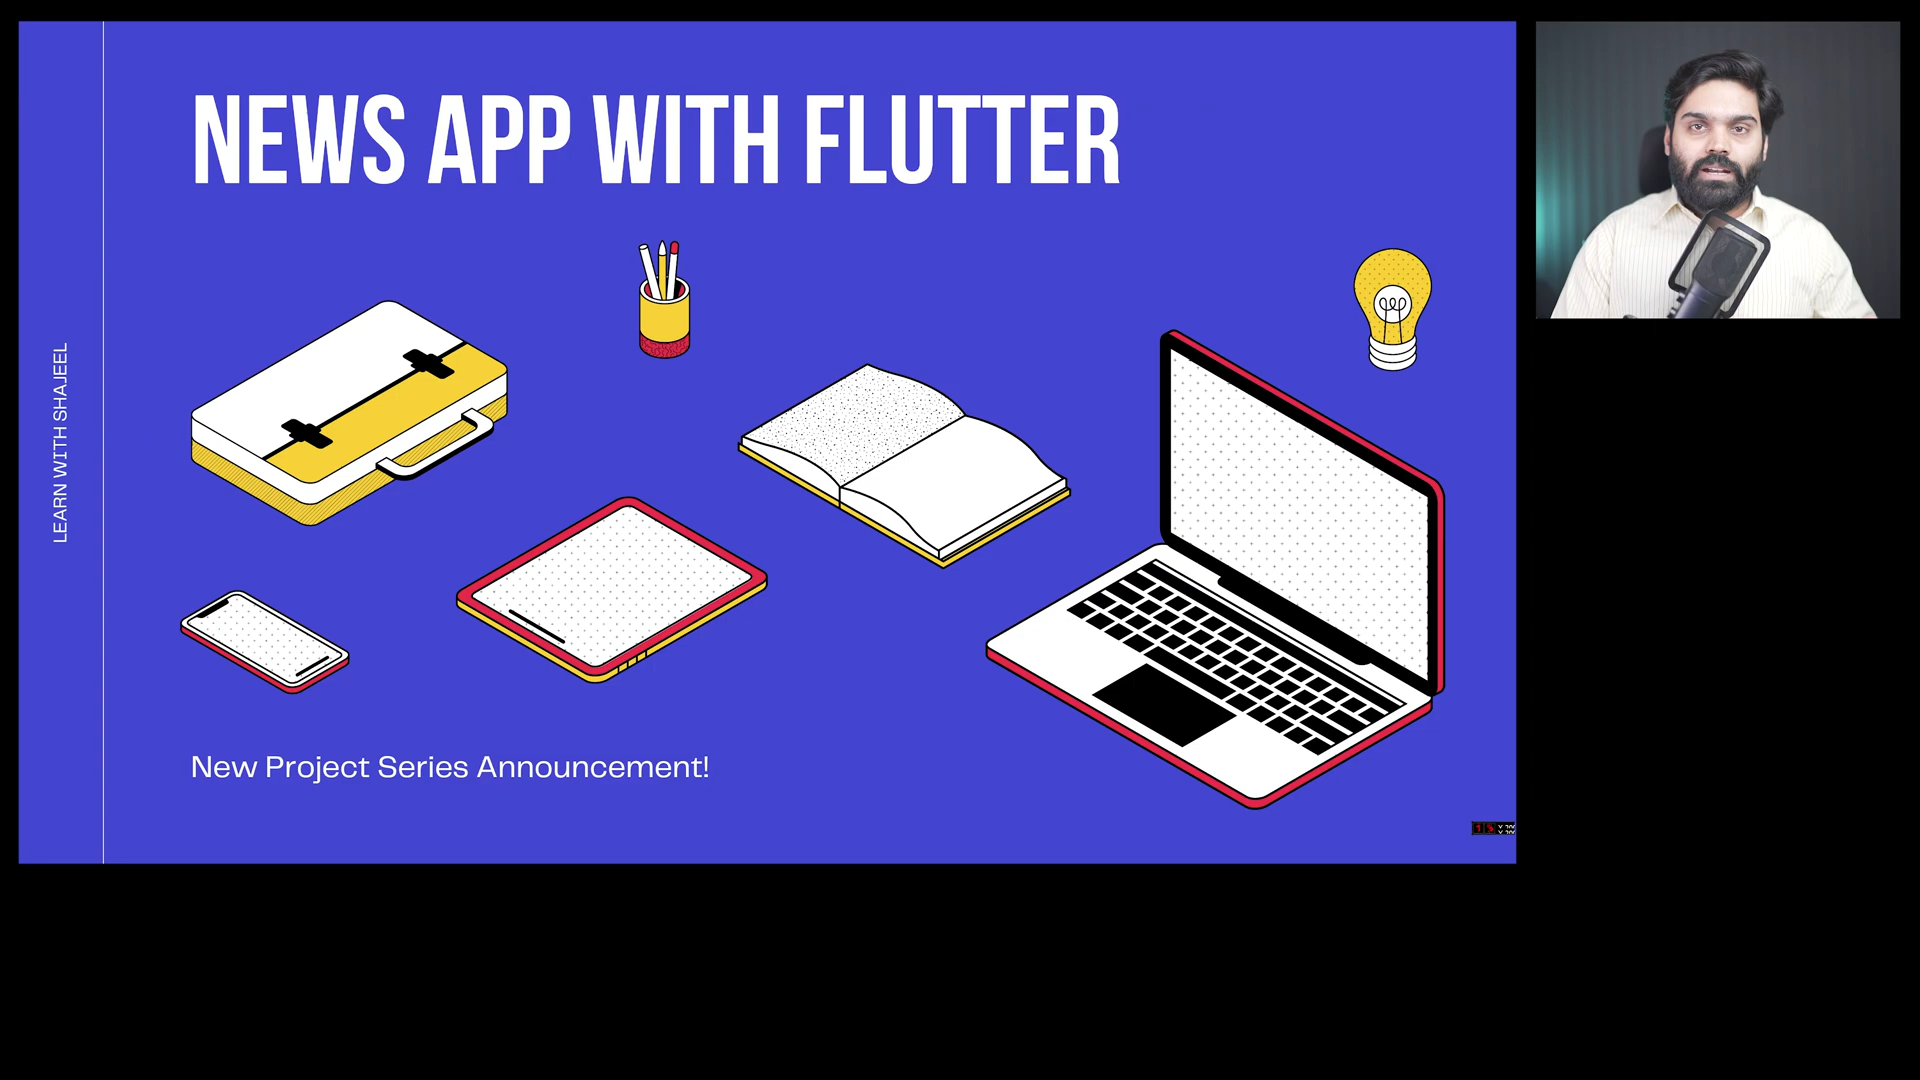 NEWS APP WITH FLUTTER
LEARN WITH SHAJEEL
New Project Series Announcement!